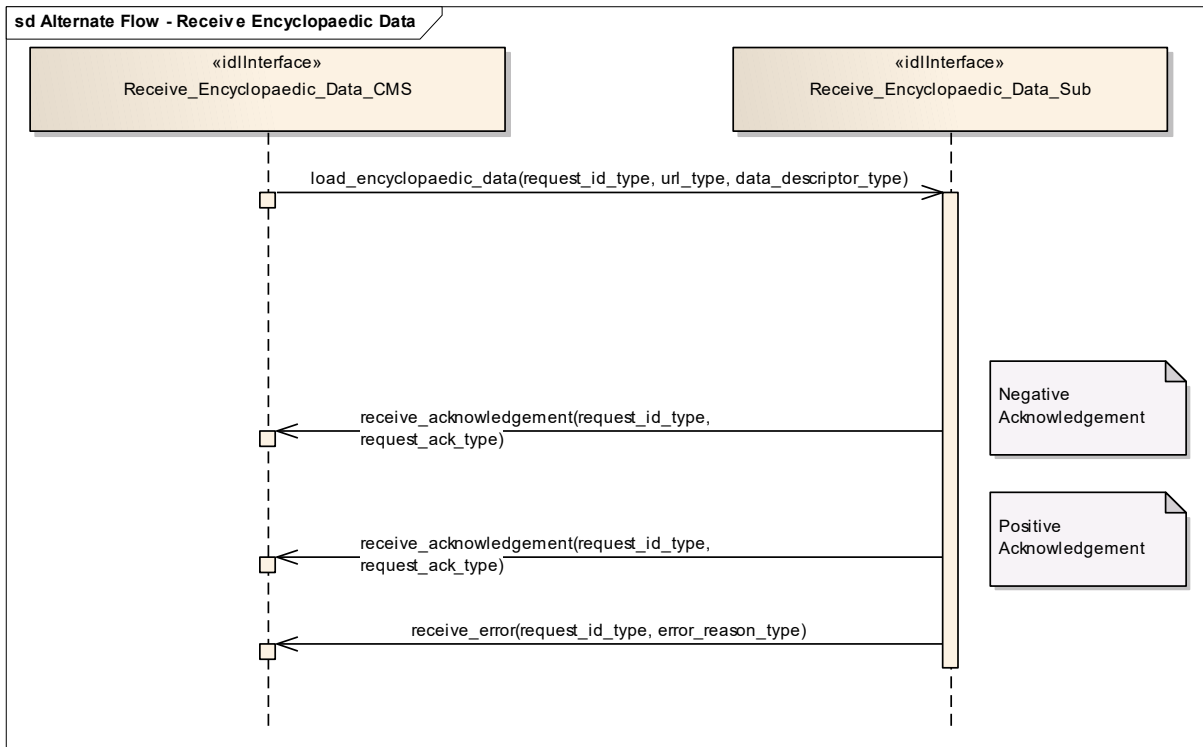 sd Alternate Flow - Receive Encyclopaedic Data
«idlInterface»
Receive_Encyclopaedic_Data_CMS
«idlInterface»
Receive_Encyclopaedic_Data_Sub
load_encyclopaedic_data(request_id_type, url_type, data_descriptor_type)
Negative
Acknowledgement
receive_acknowledgement(request_id_type,
request_ack_type)
Positive
Acknowledgement
receive_acknowledgement(request_id_type,
request_ack_type)
receive_error(request_id_type, error_reason_type)